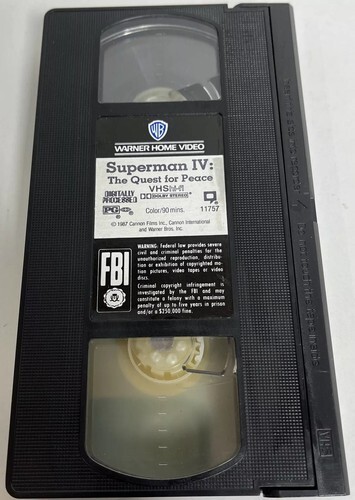 WB
WARNER HOME VIDEO
Superman IV:
The Quest for Peace
VHS hi-fi
DIGITALLY PROCESSED DOLBY STEREO
PG Color/90 mins. 11757
© 1987 Cannon Films Inc., Cannon International
and Warner Bros. Inc.
WARNING: Federal law provides severe
civil and criminal penalties for the
unauthorized reproduction, distribu-
tion or exhibition of copyrighted mo-
tion pictures, video tapes or video
discs.
FBI
Criminal copyright infringement is
investigated by the FBI and may
constitute a felony with a maximum
penalty of up to five years in prison
and/or a $250,000 fine.
VHS